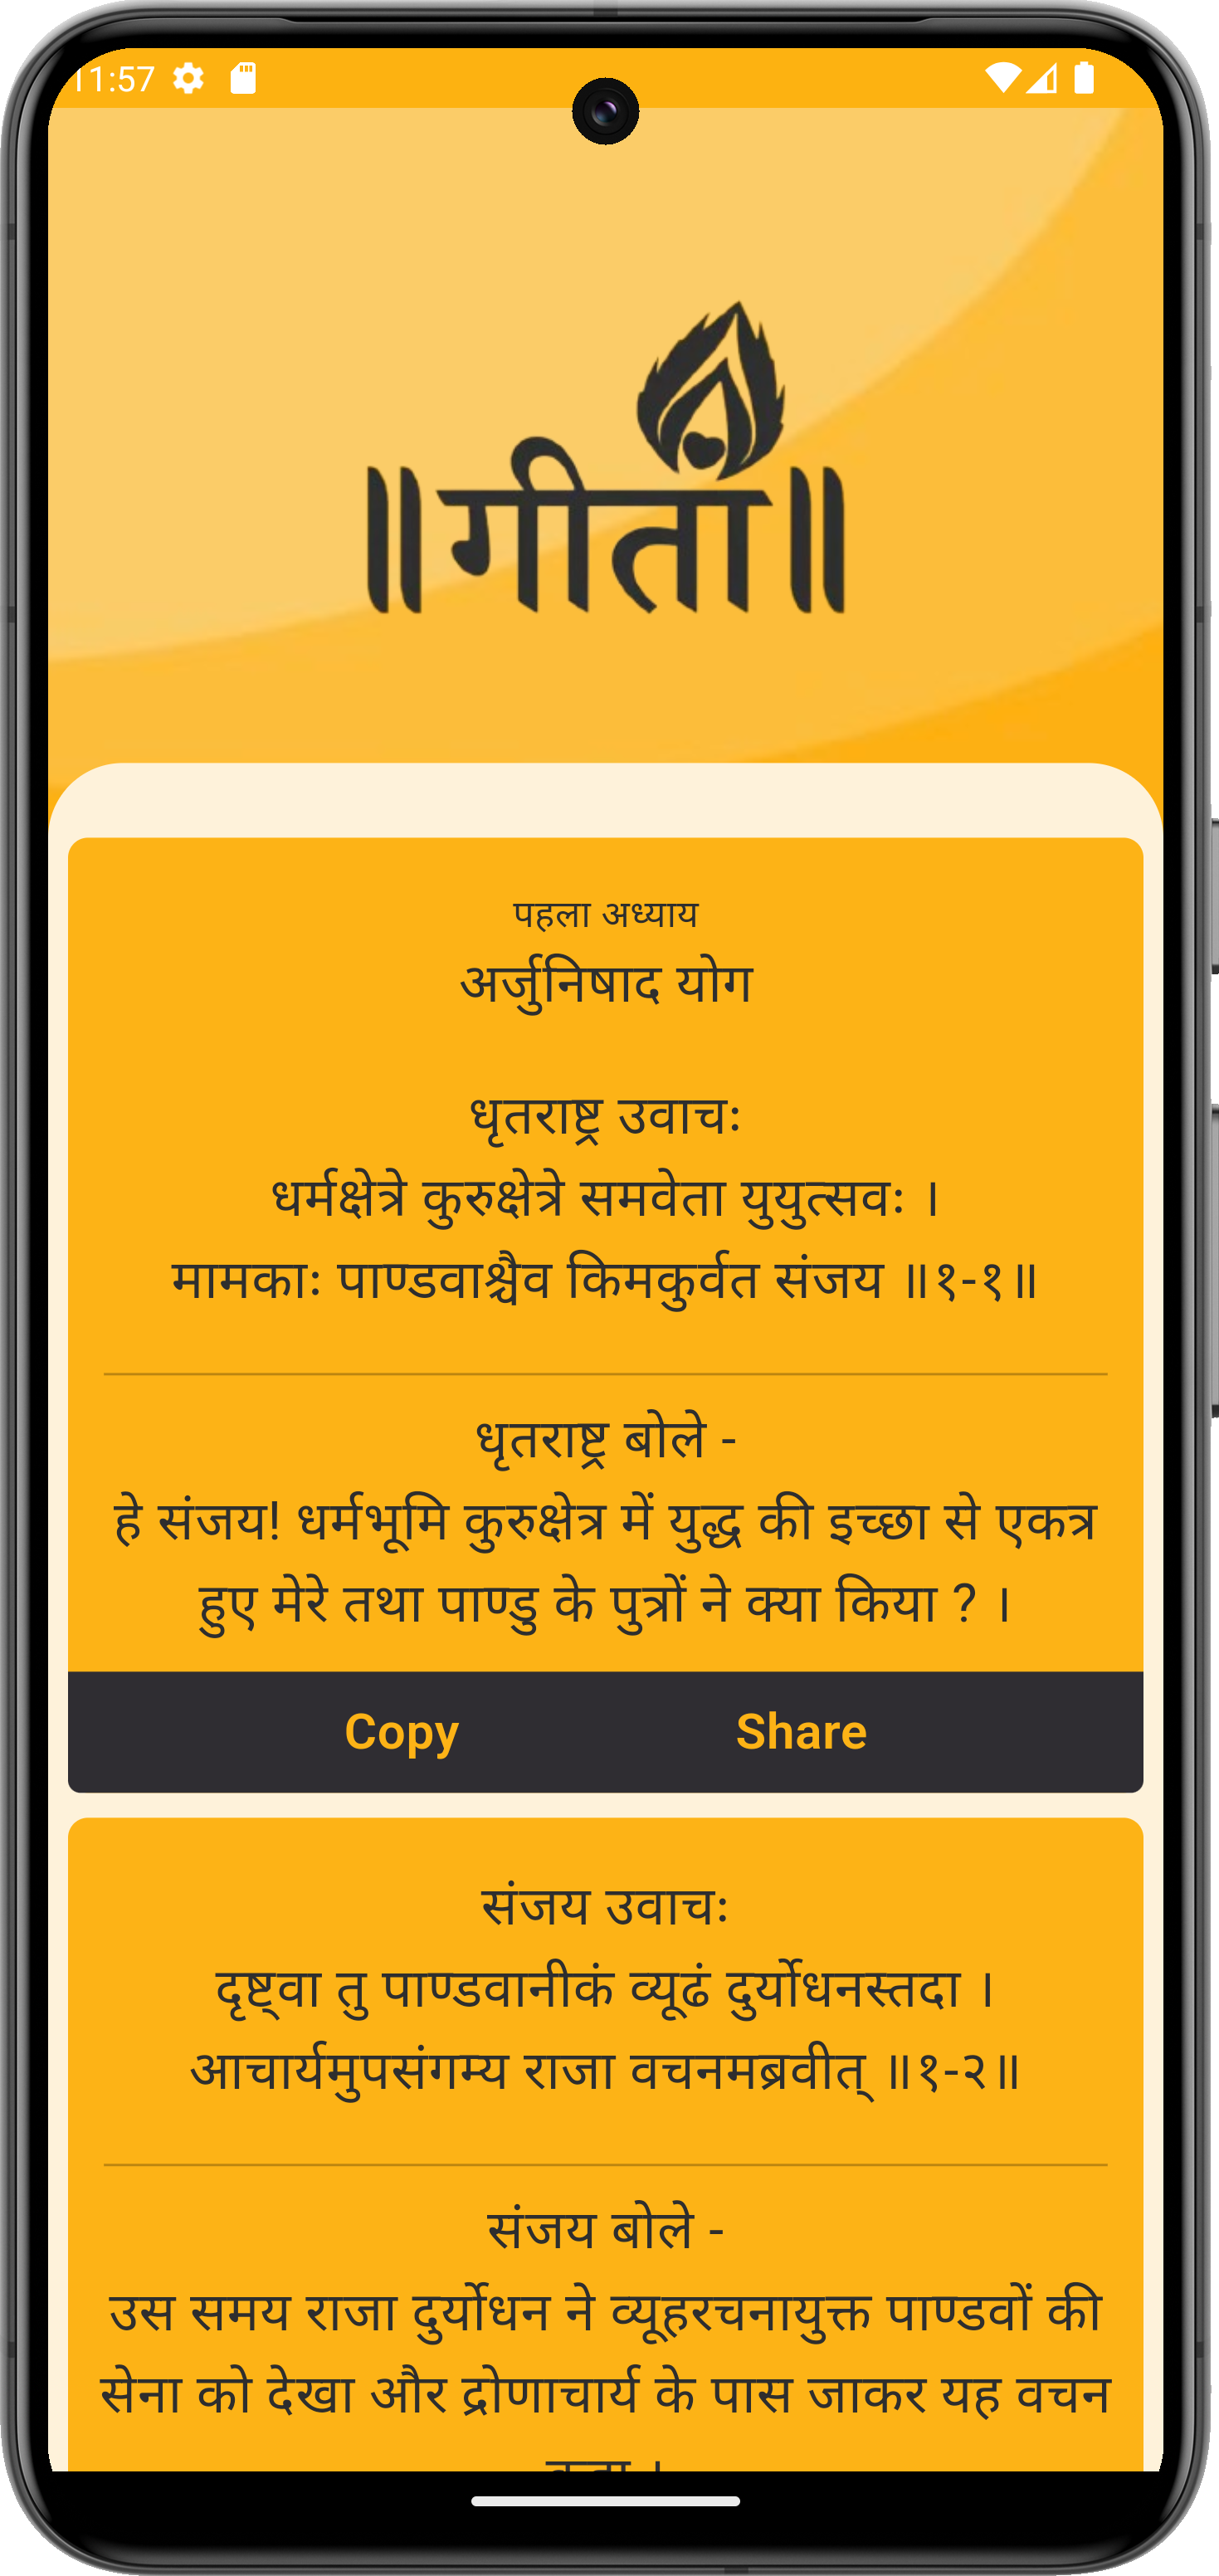 11:57
॥गीता॥
पहला अध्याय
अर्जुनिषाद योग
धृतराष्ट्र उवाचः
धर्मक्षेत्रे कुरुक्षेत्रे समवेता युयुत्सवः ।
मामकाः पाण्डवाश्चैव किमकुर्वत संजय ॥१-१॥
धृतराष्ट्र बोले -
हे संजय! धर्मभूमि कुरुक्षेत्र में युद्ध की इच्छा से एकत्र
हुए मेरे तथा पाण्डु के पुत्रों ने क्या किया ? ।
Copy Share
संजय उवाचः
दृष्ट्वा तु पाण्डवानीकं व्यूढं दुर्योधनस्तदा ।
आचार्यमुपसंगम्य राजा वचनमब्रवीत् ॥१-२॥
संजय बोले -
उस समय राजा दुर्योधन ने व्यूहरचनायुक्त पाण्डवों की
सेना को देखा और द्रोणाचार्य के पास जाकर यह वचन